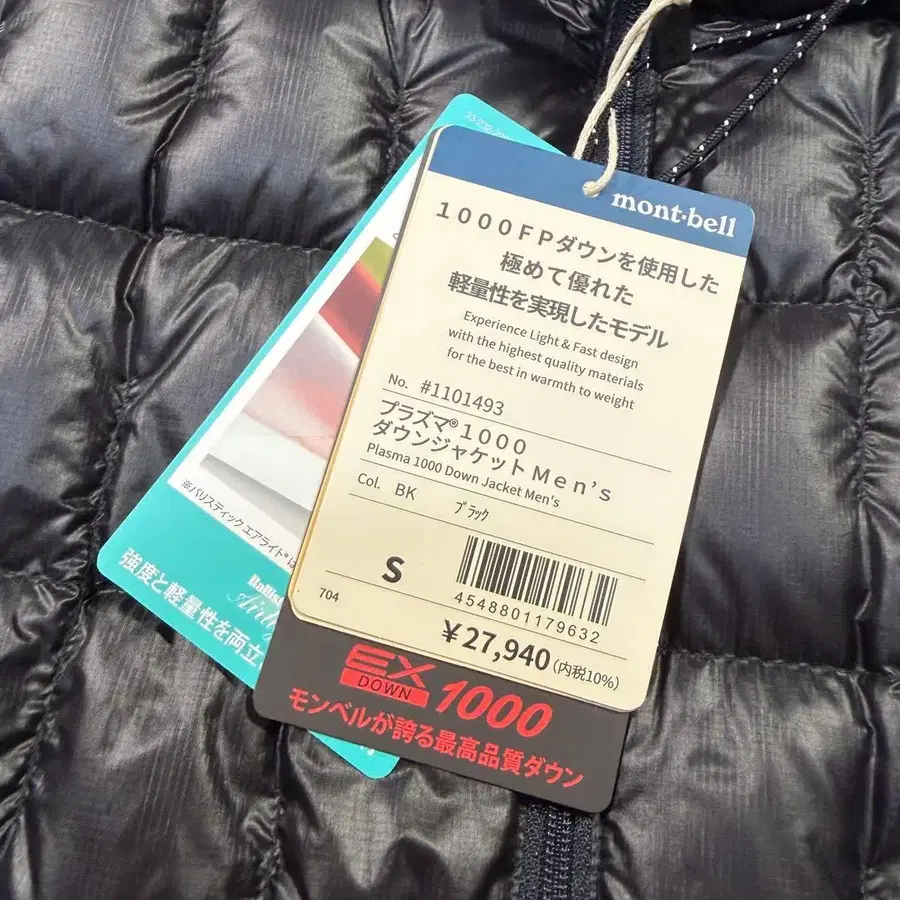 mont-bell
1000FPダウンを使用した
極めて優れた
軽量性を実現したモデル
Experience Light & Fast design
with the highest quality materials
for the best in warmth to weight
No. #1101493
プラズマ®1000
ダウンジャケット Men's
Plasma 1000 Down Jacket Men's
Col. BK ブラック
S
4548801179632
704
¥27,940(内税10%)
EX
DOWN 1000
モンベルが誇る最高品質ダウン
※バリスティック エアライト®は
強度と軽量性を両立